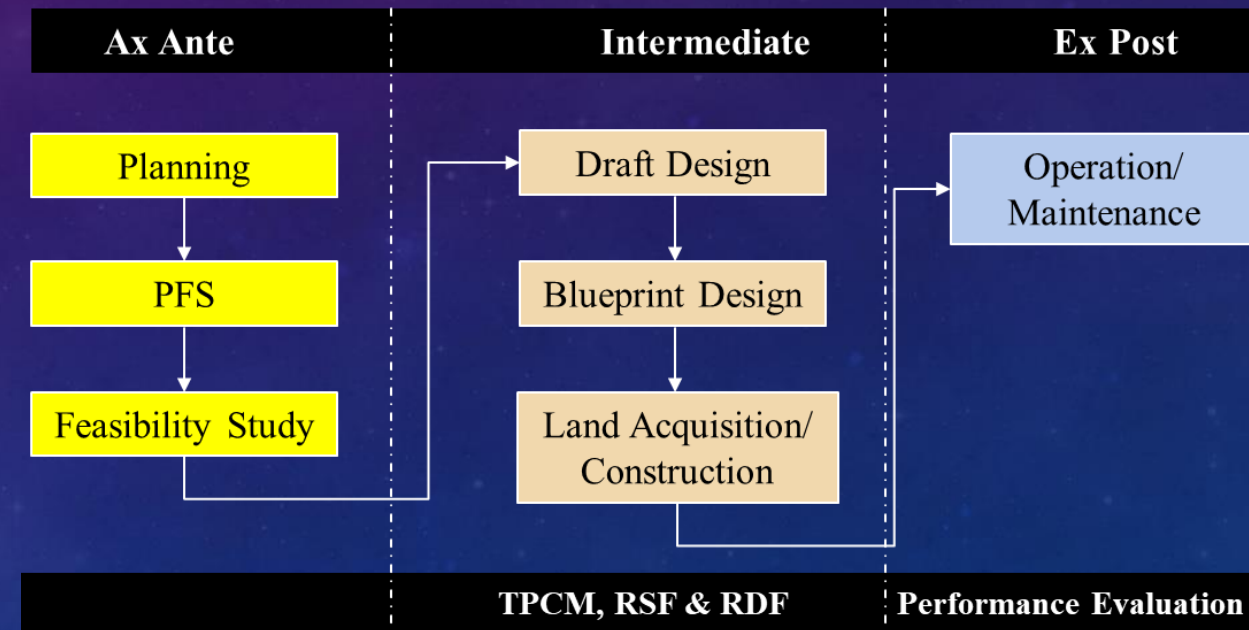 Ax Ante
Intermediate
Ex Post
Planning
PFS
Feasibility Study
Draft Design
Blueprint Design
Land Acquisition/
Construction
Operation/
Maintenance
TPCM, RSF & RDF
Performance Evaluation